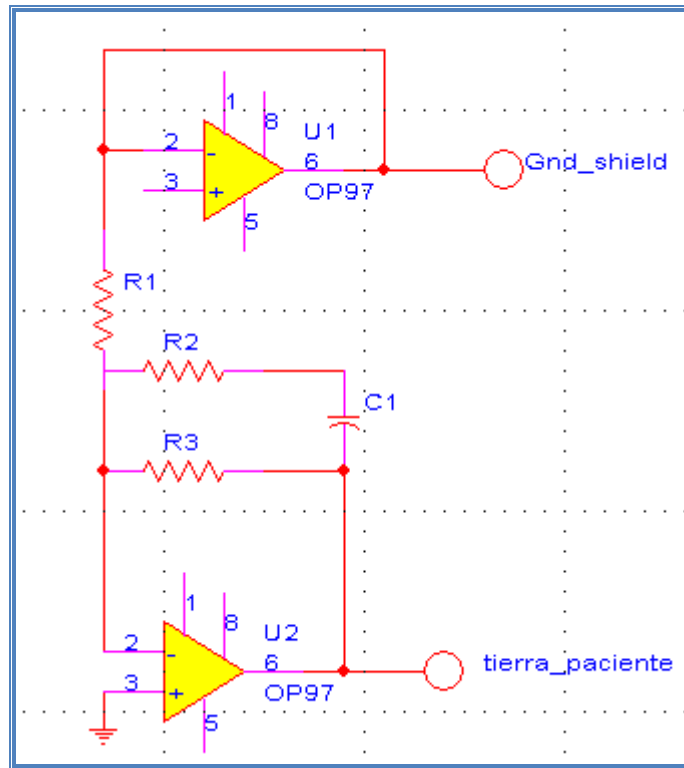 1
8
U1
2
-
6
Gnd_shield
3
+
OP97
5
R1
R2
C1
R3
1
8
U2
2
-
6
tierra_paciente
3
+
OP97
5